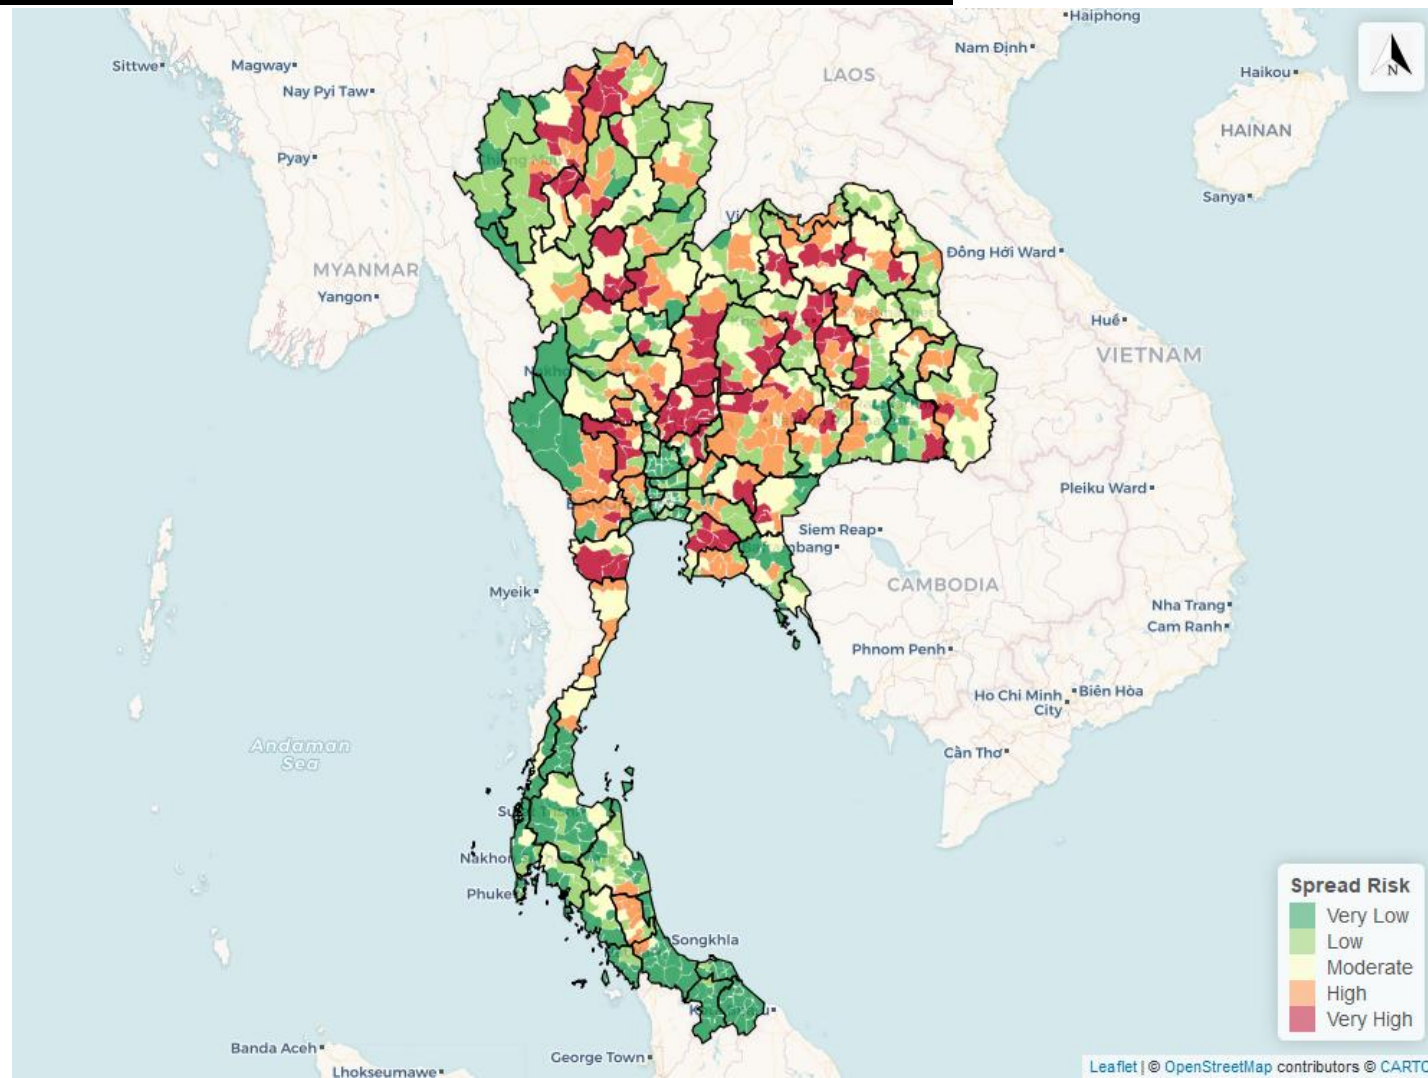 Haiphong
Nam Định
Sittwe
Magway
LAOS
N
Nay Pyi Taw
Haikou
HAINAN
Pyay
Sanya
Đông Hới Ward
MYANMAR
Yangon
Huế
VIETNAM
Pleiku Ward
Siem Reap
CAMBODIA
Myeik
Nha Trang
Cam Ranh
Phnom Penh
Ho Chi Minh
City
Biên Hòa
Andaman
Sea
Cần Thơ
Nakhon
Phuket
Songkhla
Spread Risk
Very Low
Low
Moderate
High
Very High
Banda Aceh
George Town
Lhokseumawe
Leaflet | © OpenStreetMap contributors © CARTO